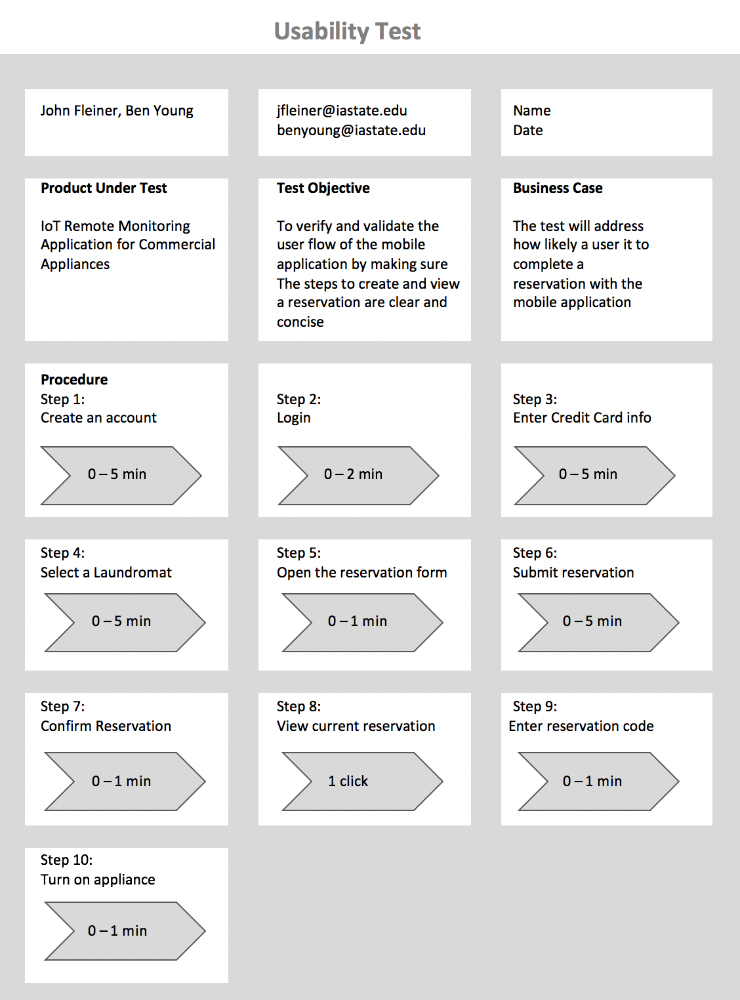 Usability Test
John Fleiner, Ben Young
jfleiner@iastate.edu
benyoung@iastate.edu
Name
Date
Product Under Test
IoT Remote Monitoring
Application for Commercial
Appliances
Test Objective
To verify and validate the
user flow of the mobile
application by making sure
The steps to create and view
a reservation are clear and
concise
Business Case
The test will address
how likely a user it to
complete a
reservation with the
mobile application
Procedure
Step 1:
Create an account
0 – 5 min
Step 2:
Login
0 – 2 min
Step 3:
Enter Credit Card info
0 – 5 min
Step 4:
Select a Laundromat
0 – 5 min
Step 5:
Open the reservation form
0 – 1 min
Step 6:
Submit reservation
0 – 5 min
Step 7:
Confirm Reservation
0 – 1 min
Step 8:
View current reservation
1 click
Step 9:
Enter reservation code
0 – 1 min
Step 10:
Turn on appliance
0 – 1 min